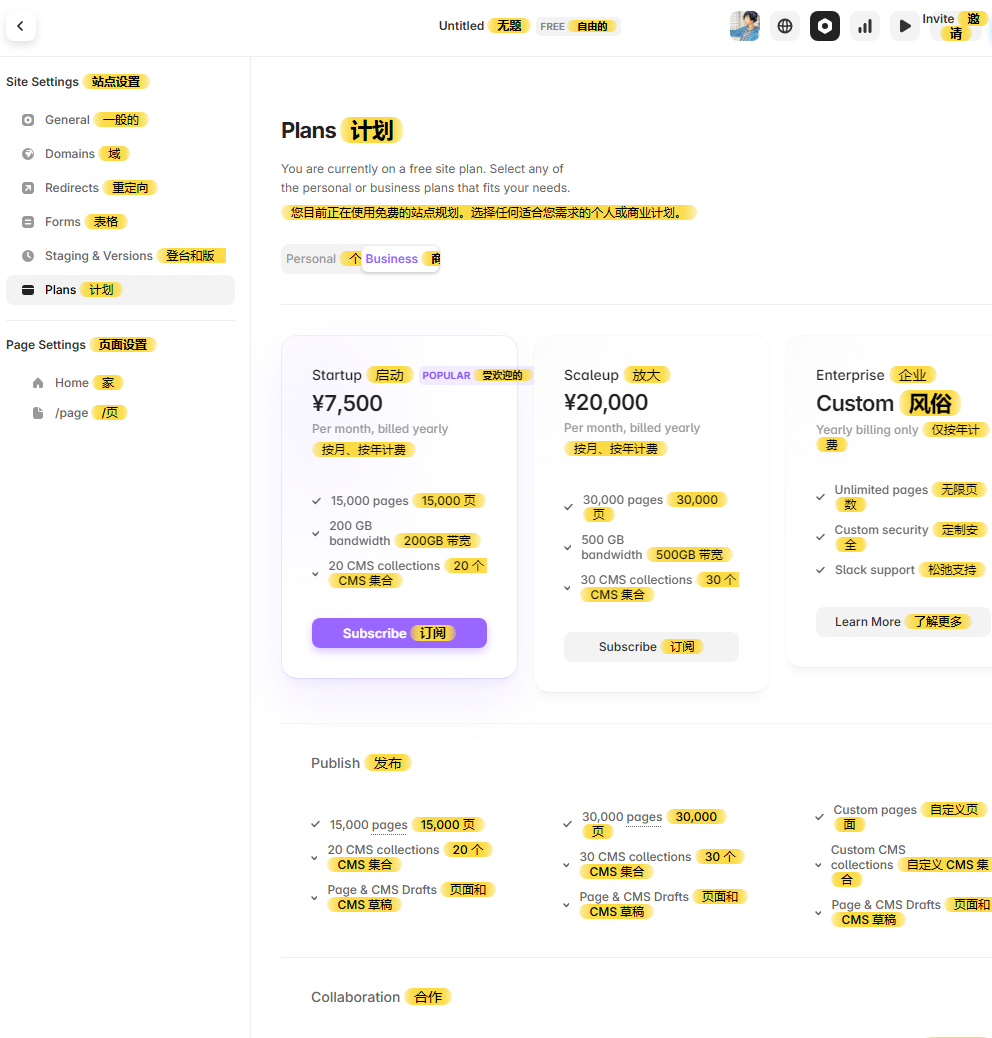 Untitled 无题 FREE 自由的
Invite 邀请
Site Settings 站点设置
General 一般的
Domains 域
Redirects 重定向
Forms 表格
Staging & Versions 登台和版
Plans 计划
Page Settings 页面设置
Home 家
/page /页
Plans 计划
You are currently on a free site plan. Select any of
the personal or business plans that fits your needs.
您目前正在使用免费的站点规划。选择任何适合您需求的个人或商业计划。
Personal 个 Business 商
Startup 启动 POPULAR 受欢迎的
¥7,500
Per month, billed yearly
按月、按年计费
15,000 pages 15,000 页
200 GB
bandwidth 200GB 带宽
20 CMS collections 20 个
CMS 集合
Subscribe 订阅
Scaleup 放大
¥20,000
Per month, billed yearly
按月、按年计费
30,000 pages 30,000
页
500 GB
bandwidth 500GB 带宽
30 CMS collections 30 个
CMS 集合
Subscribe 订阅
Enterprise 企业
Custom 风俗
Yearly billing only 仅按年计
费
Unlimited pages 无限页
数
Custom security 定制安
全
Slack support 松弛支持
Learn More 了解更多
Publish 发布
15,000 pages 15,000 页
20 CMS collections 20 个
CMS 集合
Page & CMS Drafts 页面和
CMS 草稿
30,000 pages 30,000
页
30 CMS collections 30 个
CMS 集合
Page & CMS Drafts 页面和
CMS 草稿
Custom pages 自定义页
面
Custom CMS
collections 自定义 CMS 集
合
Page & CMS Drafts 页面和
CMS 草稿
Collaboration 合作